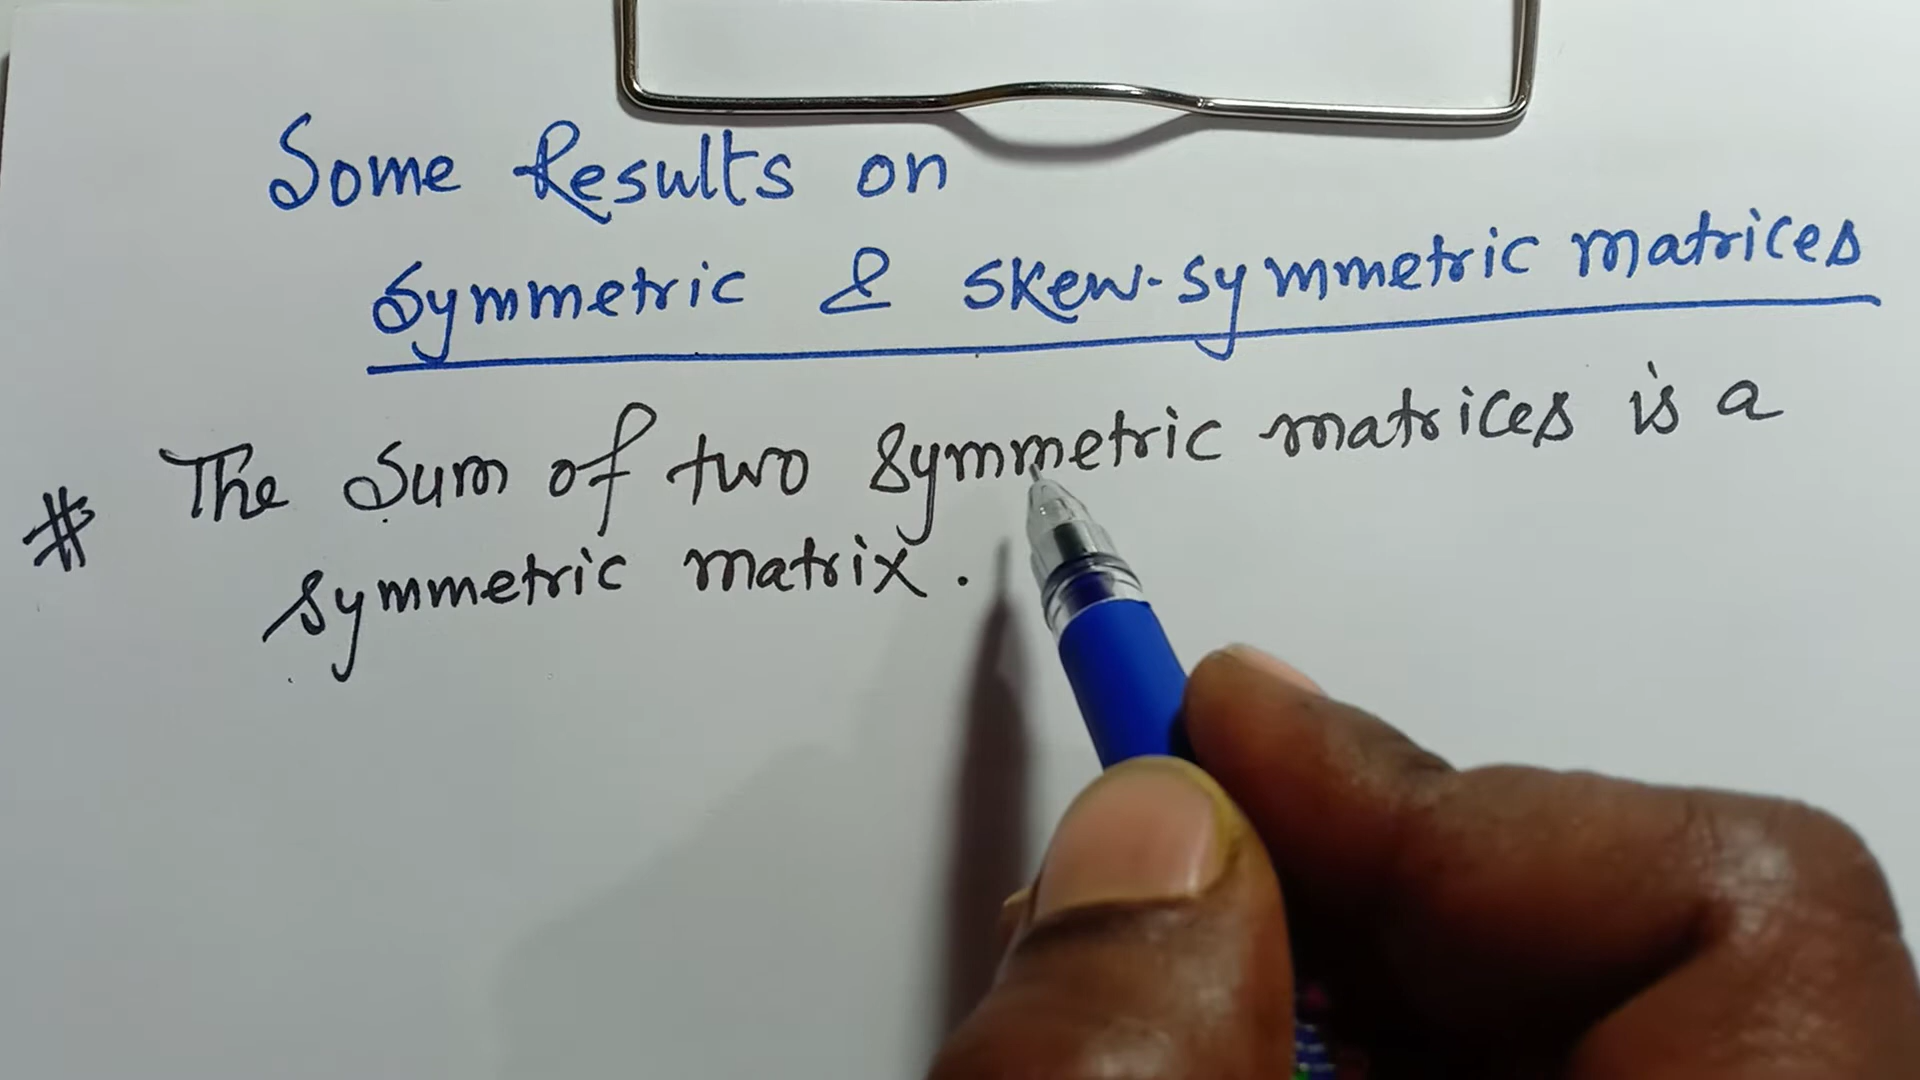 Some Results on
Symmetric & Skew-symmetric matrices
# The Sum of two symmetric matrices is a
symmetric matrix.